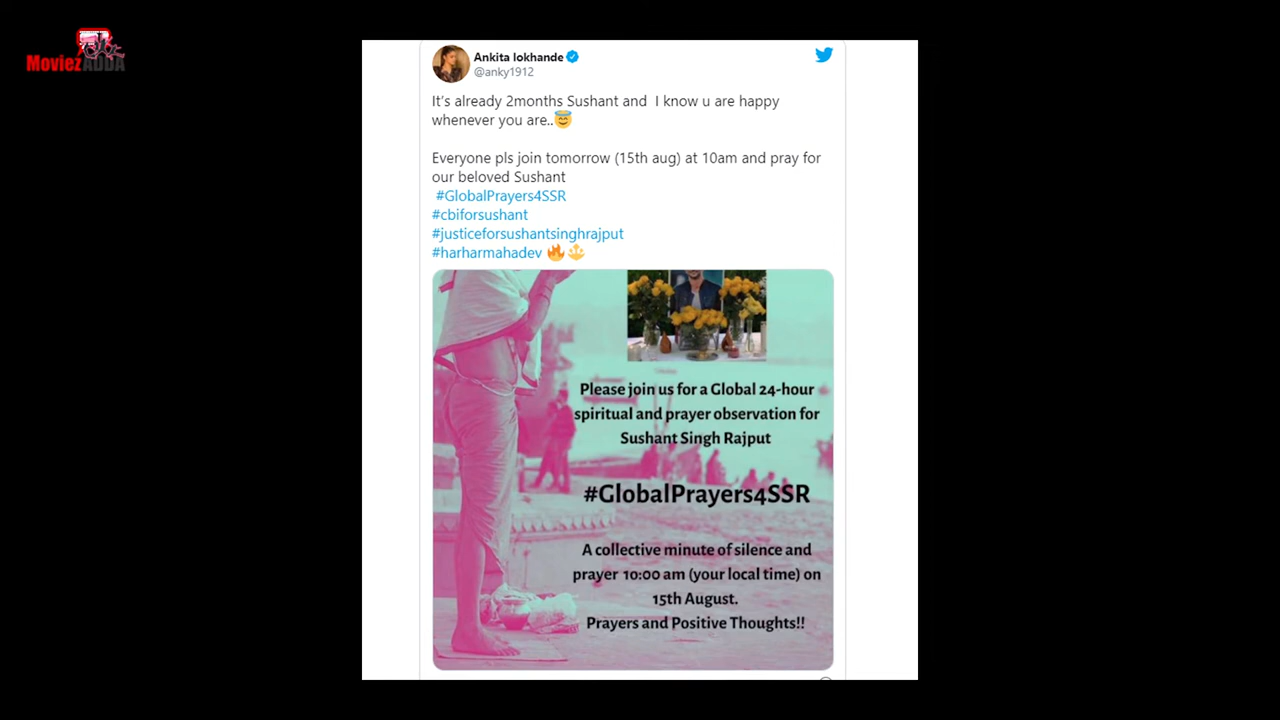 MoviezADDA
Ankita lokhande
@anky1912
It's already 2months Sushant and I know u are happy
whenever you are..😇
Everyone pls join tomorrow (15th aug) at 10am and pray for
our beloved Sushant
#GlobalPrayers4SSR
#cbiforsushant
#justiceforsushantsinghrajput
#harharmahadev 🔥🔱
Please join us for a Global 24-hour
spiritual and prayer observation for
Sushant Singh Rajput
#GlobalPrayers4SSR
A collective minute of silence and
prayer 10:00 am (your local time) on
15th August.
Prayers and Positive Thoughts!!